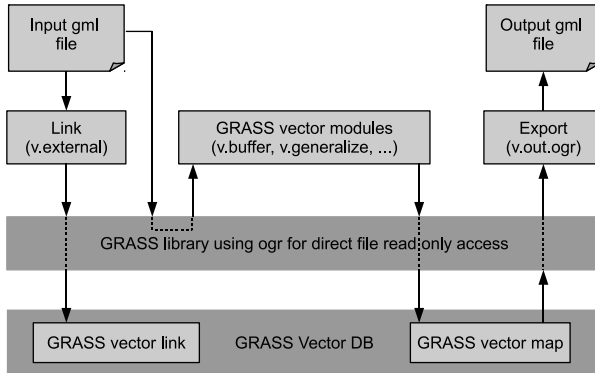 Input gml
file
Output gml
file
Link
(v.external)
GRASS vector modules
(v.buffer, v.generalize, ...)
Export
(v.out.ogr)
GRASS library using ogr for direct file read only access
GRASS vector link
GRASS Vector DB
GRASS vector map